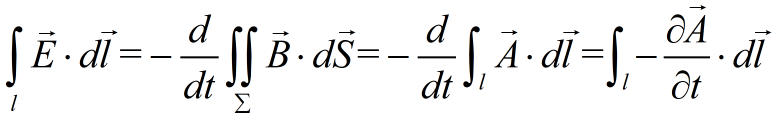 ∫_l E⃗ · dl⃗ = − d/dt ∬_Σ B⃗ · dS⃗ = − d/dt ∫_l A⃗ · dl⃗ = ∫_l − ∂A⃗/∂t · dl⃗